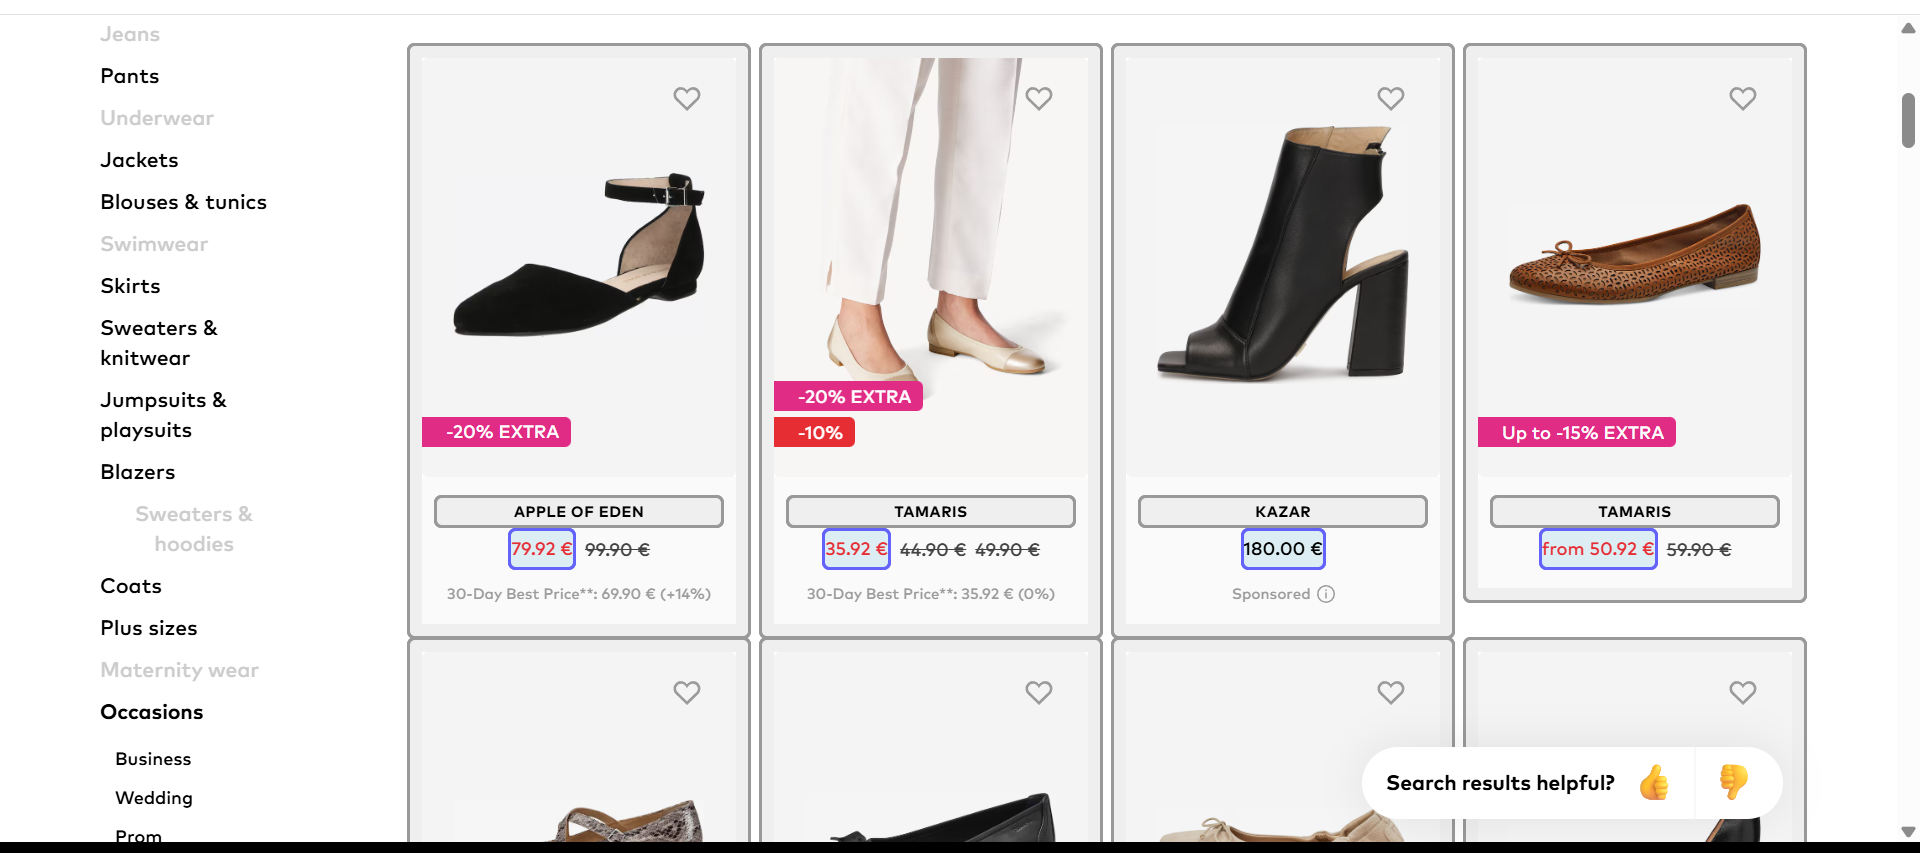 Jeans
Pants
Underwear
Jackets
Blouses & tunics
Swimwear
Skirts
Sweaters &
knitwear
Jumpsuits &
playsuits
Blazers
Sweaters &
hoodies
Coats
Plus sizes
Maternity wear
Occasions
Business
Wedding
Prom
-20% EXTRA
APPLE OF EDEN
79.92 € 99.90 €
30-Day Best Price**: 69.90 € (+14%)
-20% EXTRA
-10%
TAMARIS
35.92 € 44.90 € 49.90 €
30-Day Best Price**: 35.92 € (0%)
KAZAR
180.00 €
Sponsored
Up to -15% EXTRA
TAMARIS
from 50.92 € 59.90 €
Search results helpful?